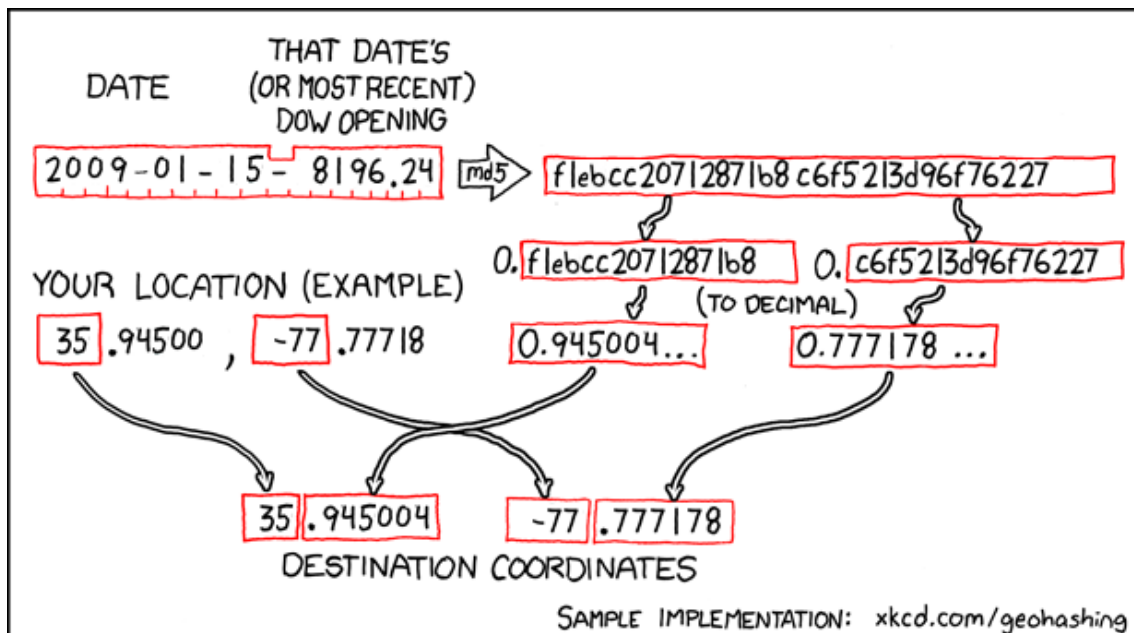 DATE
THAT DATE'S
(OR MOST RECENT)
DOW OPENING
2009-01-15-8196.24
md5
f1ebcc20712871b8c6f5213d96f76227
0.f1ebcc20712871b8
0.c6f5213d96f76227
YOUR LOCATION (EXAMPLE)
(TO DECIMAL)
35.94500, -77.77718
0.945004...
0.777178 ...
35.945004
-77.777178
DESTINATION COORDINATES
SAMPLE IMPLEMENTATION: xkcd.com/geohashing